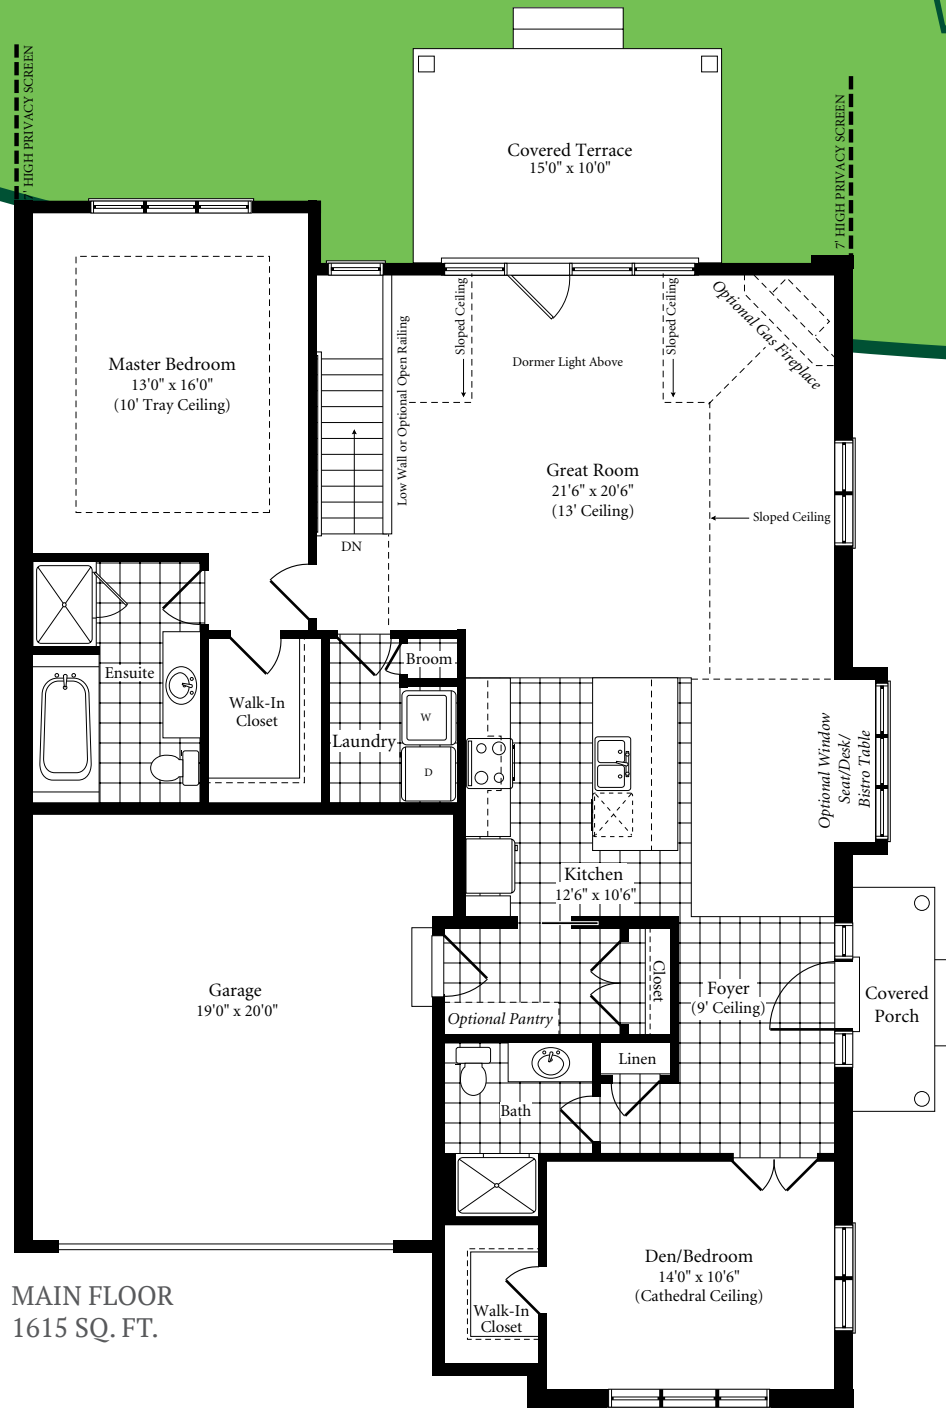 7' HIGH PRIVACY SCREEN
7' HIGH PRIVACY SCREEN
Covered Terrace
15'0" x 10'0"
Master Bedroom
13'0" x 16'0"
(10' Tray Ceiling)
Low Wall or Optional Open Railing
Sloped Ceiling
Dormer Light Above
Sloped Ceiling
Optional Gas Fireplace
Great Room
21'6" x 20'6"
(13' Ceiling)
Sloped Ceiling
DN
Ensuite
Walk-In
Closet
Broom
Laundry
W
D
Optional Window
Seat/Desk/
Bistro Table
Kitchen
12'6" x 10'6"
Garage
19'0" x 20'0"
Closet
Optional Pantry
Foyer
(9' Ceiling)
Covered
Porch
Linen
Bath
Den/Bedroom
14'0" x 10'6"
(Cathedral Ceiling)
Walk-In
Closet
MAIN FLOOR
1615 SQ. FT.